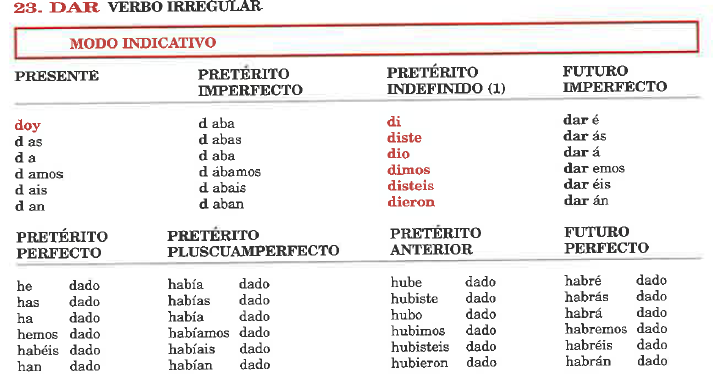 23. DAR VERBO IRREGULAR
MODO INDICATIVO
PRESENTE
doy
d as
d a
d amos
d ais
d an
PRETÉRITO
IMPERFECTO
d aba
d abas
d aba
d ábamos
d abais
d aban
PRETÉRITO
INDEFINIDO (1)
di
diste
dio
dimos
disteis
dieron
FUTURO
IMPERFECTO
dar é
dar ás
dar á
dar emos
dar éis
dar án
PRETÉRITO
PERFECTO
he dado
has dado
ha dado
hemos dado
habéis dado
han dado
PRETÉRITO
PLUSCUAMPERFECTO
había dado
habías dado
había dado
habíamos dado
habíais dado
habían dado
PRETÉRITO
ANTERIOR
hube dado
hubiste dado
hubo dado
hubimos dado
hubisteis dado
hubieron dado
FUTURO
PERFECTO
habré dado
habrás dado
habrá dado
habremos dado
habréis dado
habrán dado